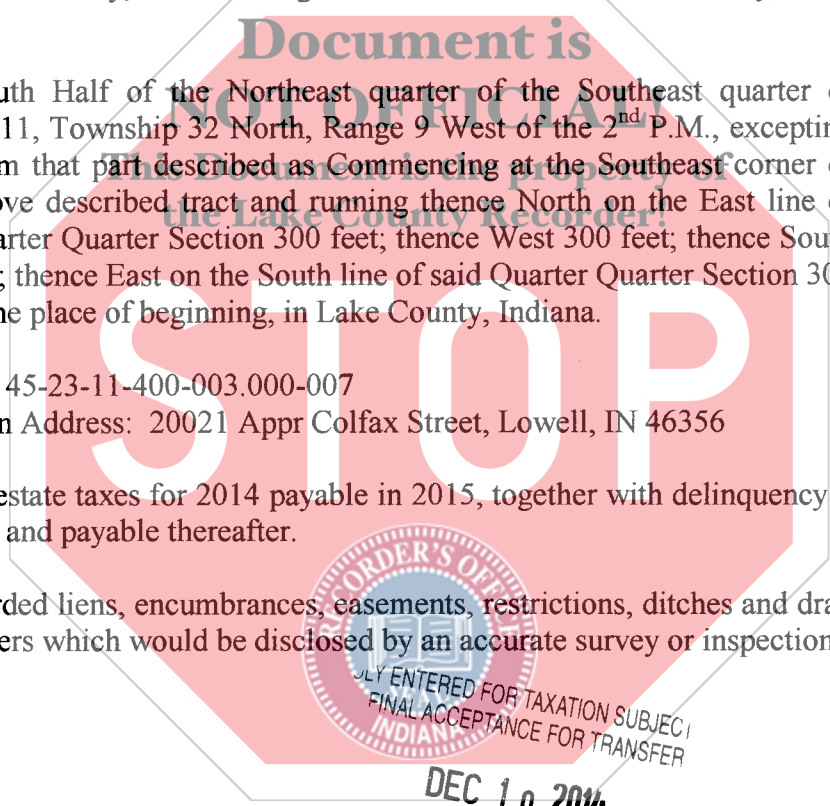 Document is
uth Half of the Northeast quarter of the Southeast quarter
NOT OFFICIAL!
11, Township 32 North, Range 9 West of the 2nd P.M., exceptin
m that part described as Commencing at the Southeast corner
This Document is the property of
ove described tract and running thence North on the East line
the Lake County Recorder!
arter Quarter Section 300 feet; thence West 300 feet; thence Sou
; thence East on the South line of said Quarter Quarter Section 30
ne place of beginning, in Lake County, Indiana.
STOP
45-23-11-400-003.000-007
n Address: 20021 Appr Colfax Street, Lowell, IN 46356
estate taxes for 2014 payable in 2015, together with delinquency
and payable thereafter.
rded liens, encumbrances, easements, restrictions, ditches and dra
ers which would be disclosed by an accurate survey or inspection
RECORDER'S OFFICE
SEAL
INDIANA
LY ENTERED FOR TAXATION SUBJECT
FINAL ACCEPTANCE FOR TRANSFER
DEC 10 2014